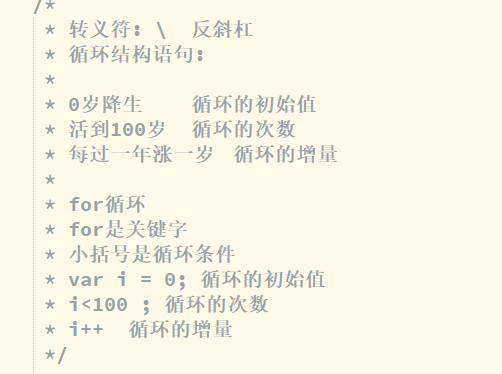 /*
* 转义符: \ 反斜杠
* 循环结构语句:
*
* 0岁降生 循环的初始值
* 活到100岁 循环的次数
* 每过一年涨一岁 循环的增量
*
* for循环
* for是关键字
* 小括号是循环条件
* var i = 0; 循环的初始值
* i<100 ; 循环的次数
* i++ 循环的增量
*/